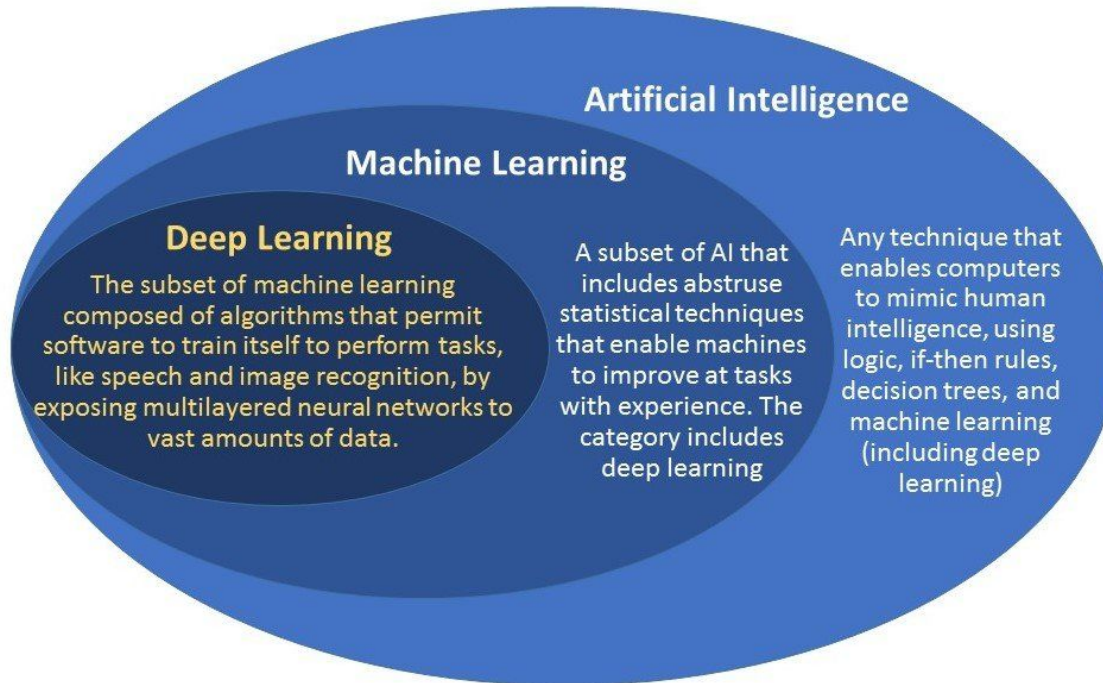 Artificial Intelligence
Machine Learning
Deep Learning
The subset of machine learning
composed of algorithms that permit
software to train itself to perform tasks,
like speech and image recognition, by
exposing multilayered neural networks to
vast amounts of data.
A subset of AI that
includes abstruse
statistical techniques
that enable machines
to improve at tasks
with experience. The
category includes
deep learning
Any technique that
enables computers
to mimic human
intelligence, using
logic, if-then rules,
decision trees, and
machine learning
(including deep
learning)